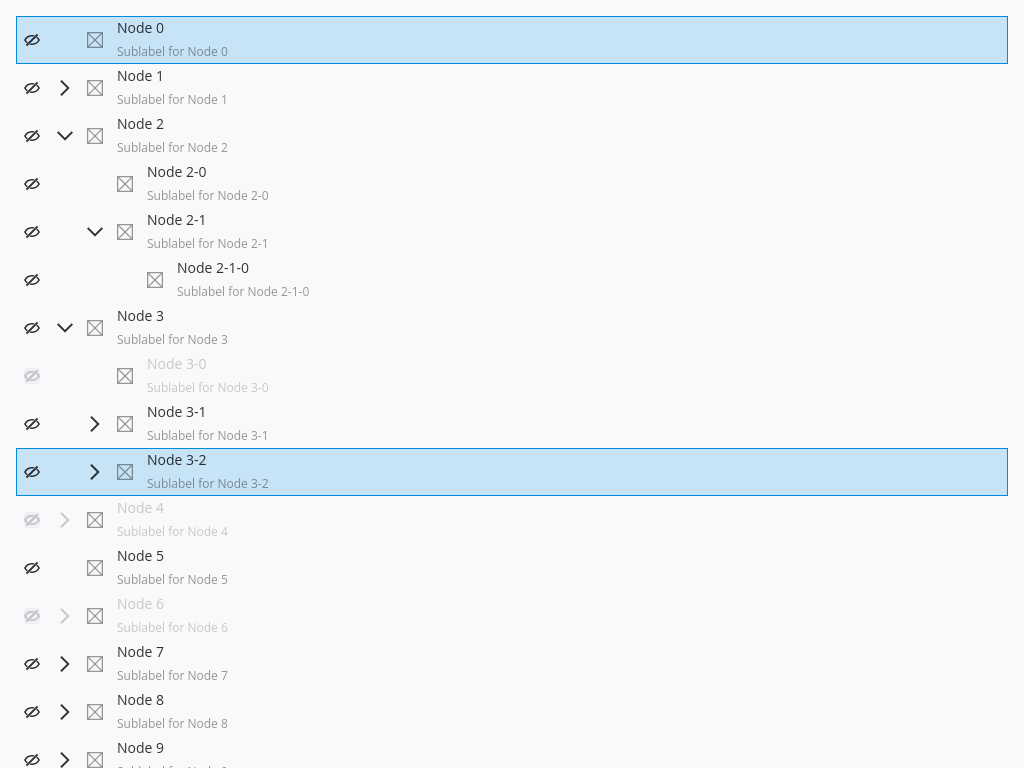 Node 0
Sublabel for Node 0
Node 1
Sublabel for Node 1
Node 2
Sublabel for Node 2
Node 2-0
Sublabel for Node 2-0
Node 2-1
Sublabel for Node 2-1
Node 2-1-0
Sublabel for Node 2-1-0
Node 3
Sublabel for Node 3
Node 3-0
Sublabel for Node 3-0
Node 3-1
Sublabel for Node 3-1
Node 3-2
Sublabel for Node 3-2
Node 4
Sublabel for Node 4
Node 5
Sublabel for Node 5
Node 6
Sublabel for Node 6
Node 7
Sublabel for Node 7
Node 8
Sublabel for Node 8
Node 9